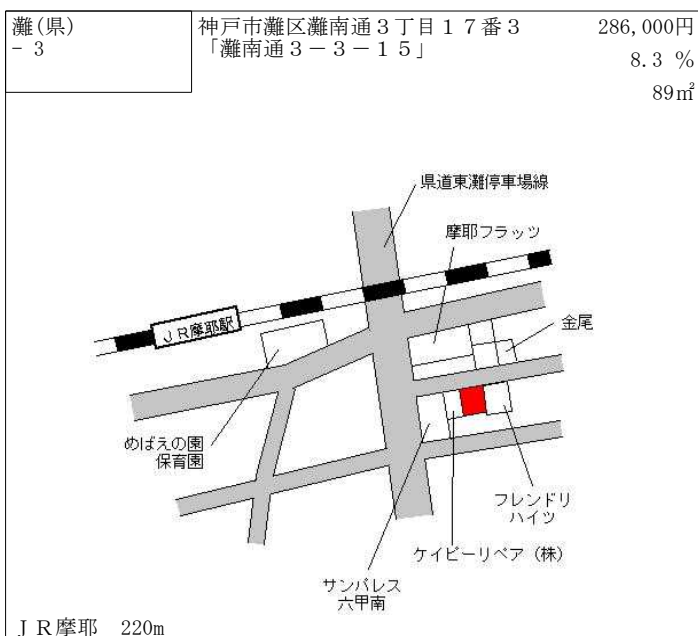 灘(県)
- 3
神戸市灘区灘南通３丁目１７番３
「灘南通３－３－１５」
286,000円
8.3 ％
89㎡
県道東灘停車場線
摩耶フラッツ
ＪＲ摩耶駅
金尾
めばえの園
保育園
フレンドリ
ハイツ
ケイビーリペア（株）
サンパレス
六甲南
ＪＲ摩耶　220m